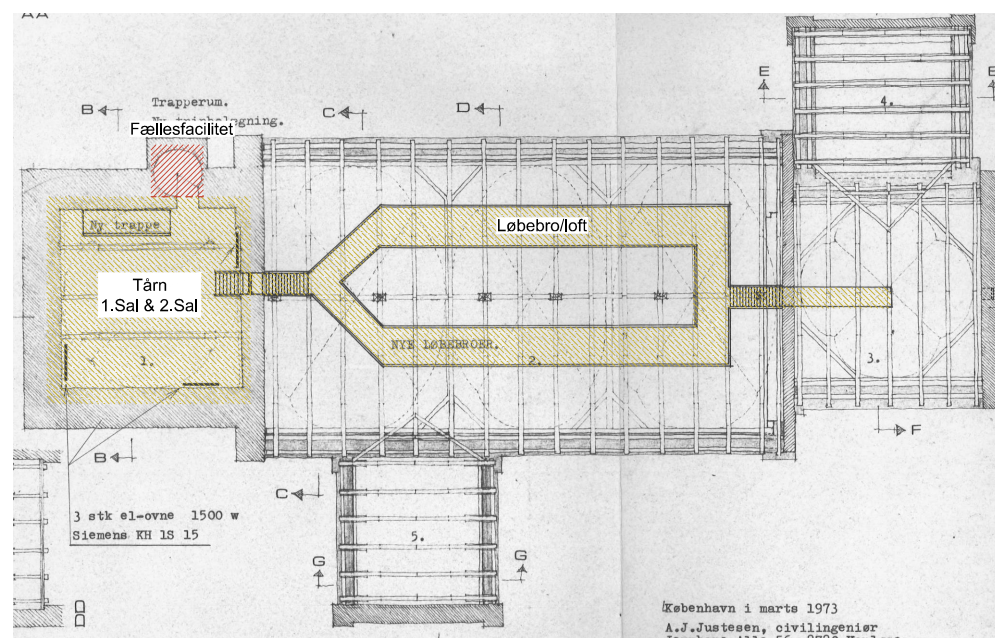 E
E
4.
Trapperum.
B
C
D
Fællesfacilitet
Ny trappe
Løbebro/loft
Tårn
1.Sal & 2.Sal
NYE LØBEBROER.
1.
2.
3.
F
B
C
3 stk el-ovne 1500 w
Siemens KH 1S 15
5.
G
G
København i marts 1973
A.J.Justesen, civilingeniør